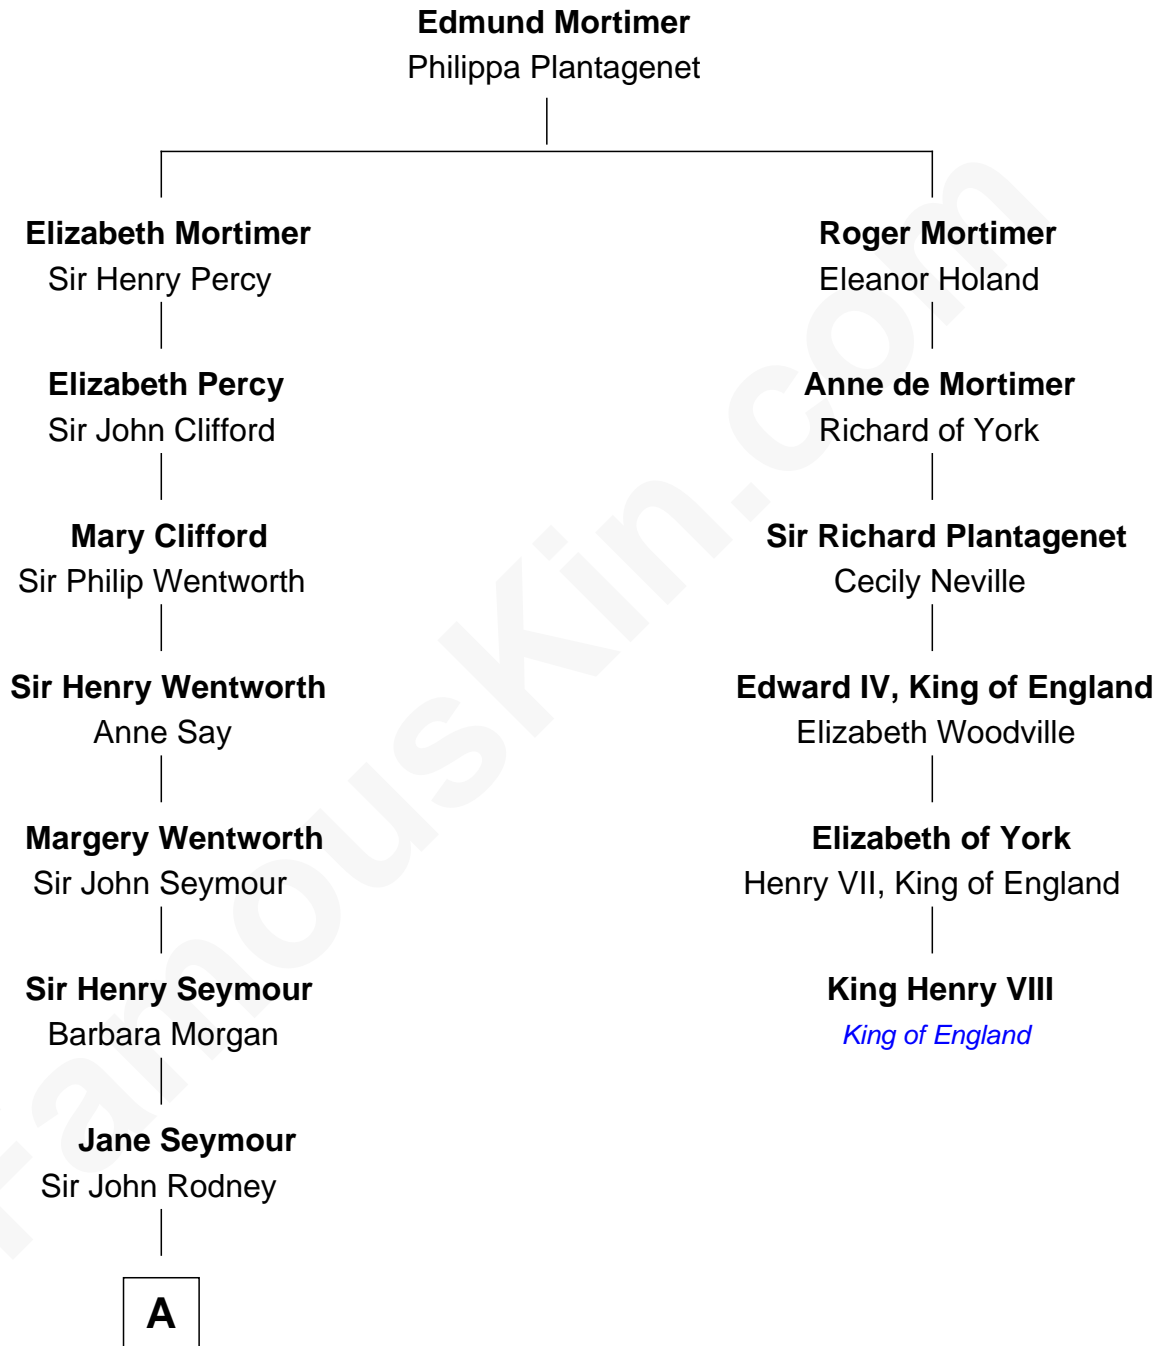 Edmund Mortimer
Philippa Plantagenet
Elizabeth Mortimer
Sir Henry Percy
Roger Mortimer
Eleanor Holand
Elizabeth Percy
Sir John Clifford
Anne de Mortimer
Richard of York
Mary Clifford
Sir Philip Wentworth
Sir Richard Plantagenet
Cecily Neville
Sir Henry Wentworth
Anne Say
Edward IV, King of England
Elizabeth Woodville
Margery Wentworth
Sir John Seymour
Elizabeth of York
Henry VII, King of England
Sir Henry Seymour
Barbara Morgan
King Henry VIII
King of England
Jane Seymour
Sir John Rodney
A
FamousKin.com